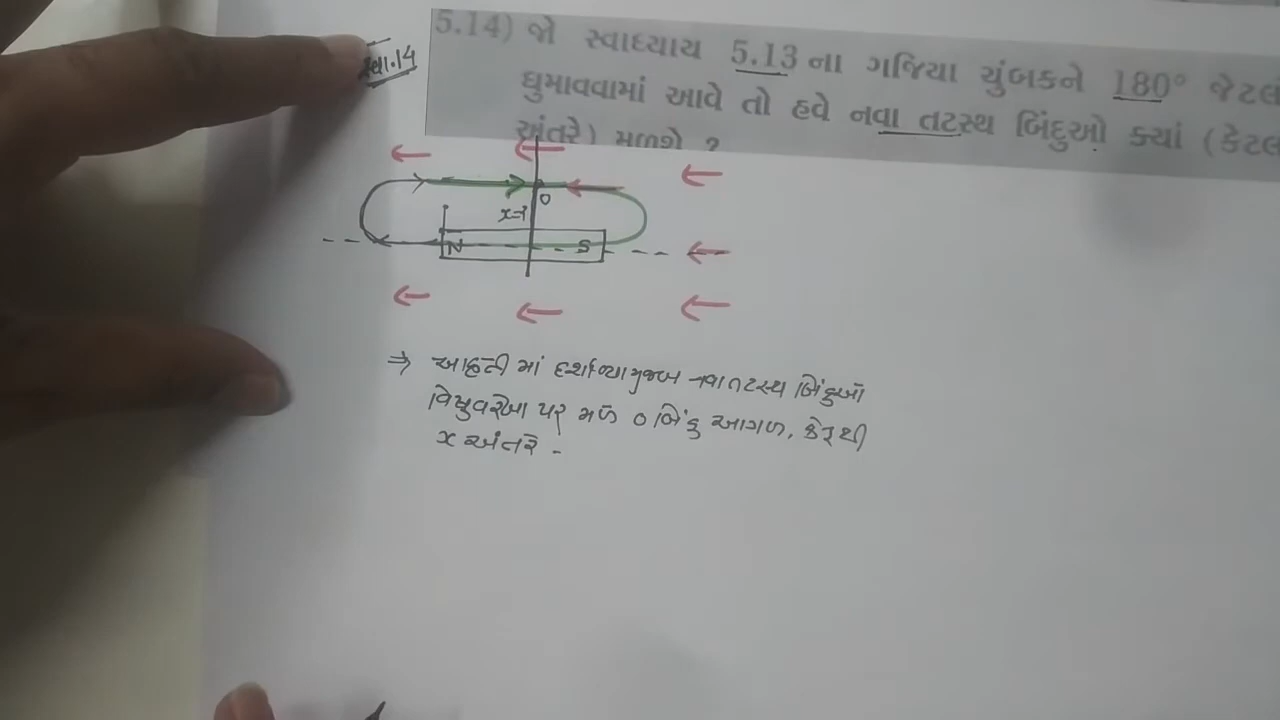 સ્વા.14
5.14) જો સ્વાધ્યાય 5.13 ના ગજિયા ચુંબકને 180° જેટલ
ઘુમાવવામાં આવે તો હવે નવા તટસ્થ બિંદુઓ ક્યાં (કેટલ
અંતરે) મળશે ?
O
x=?
N S
⇒ આકૃતી માં દર્શાવ્યા મુજબ નવા તટસ્થ બિંદુઓ
વિષુવરેખા પર મળે O બિંદુ આગળ, કેન્દ્રથી
x અંતરે.